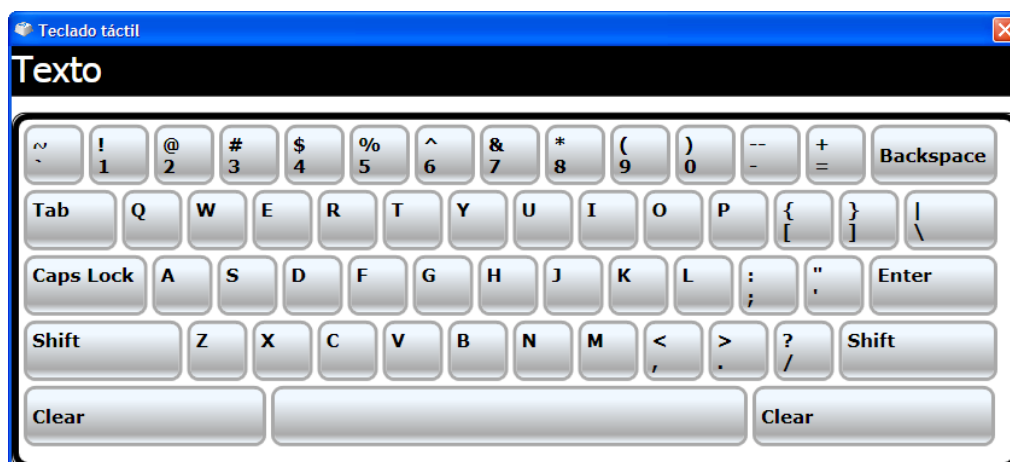 Teclado táctil
Texto
~ ! @ # $ % ^ & * ( ) -- +
` 1 2 3 4 5 6 7 8 9 0 - = Backspace
Tab Q W E R T Y U I O P { } |
[ ] \
Caps Lock A S D F G H J K L : " Enter
; '
Shift Z X C V B N M < > ? Shift
, . /
Clear Clear